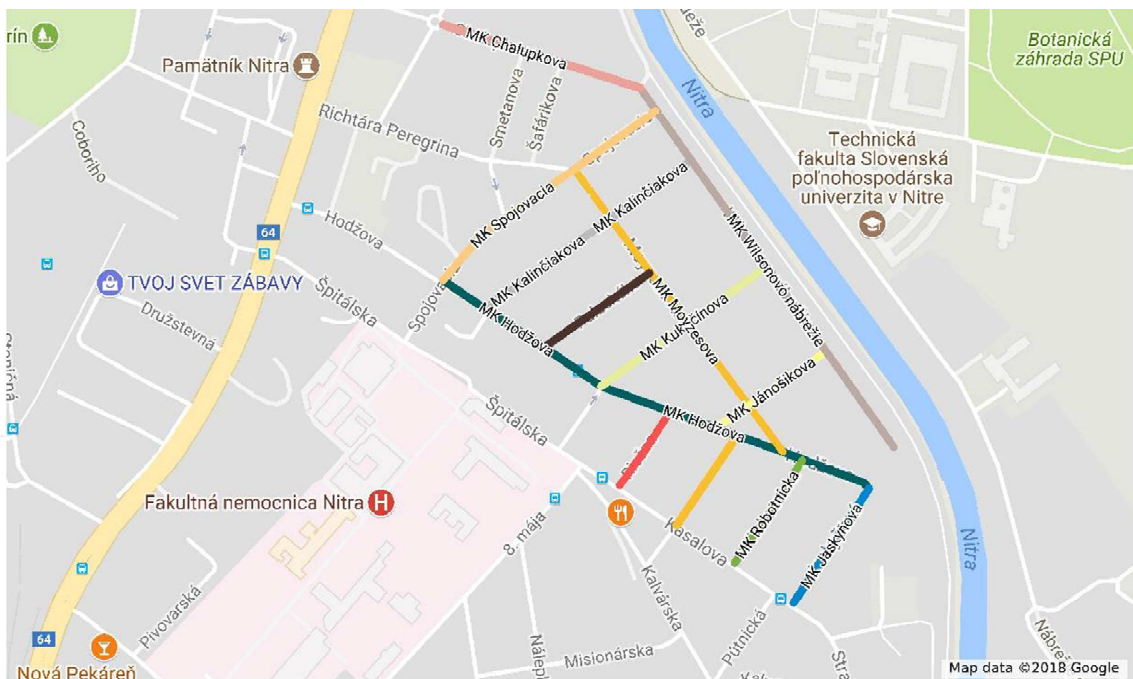 rín
Pamätník Nitra
MK Chalupkova
Smetanova
Šafárikova
Richtára Peregrina
Coboriho
Nitra
Botanická
záhrada SPU
Technická
fakulta Slovenská
poľnohospodárska
univerzita v Nitre
MK Spojovacia
MK Kalinčiakova
MK Kalinčiakova
MK Wilsonovo nábrežie
Hodžova
64
TVOJ SVET ZÁBAVY
Družstevná
Špitálska
MK Hodžova
MK Moyzesova
MK Kukučínova
MK Jánošíkova
MK Hodžova
Špitálska
Fakultná nemocnica Nitra
H
8. mája
Kasalova
MK Robotnícka
MK Jaskyňová
Nitra
Kalvárska
Pútnická
Misionárska
Pivovarská
64
Nová Pekáreň
Map data ©2018 Google